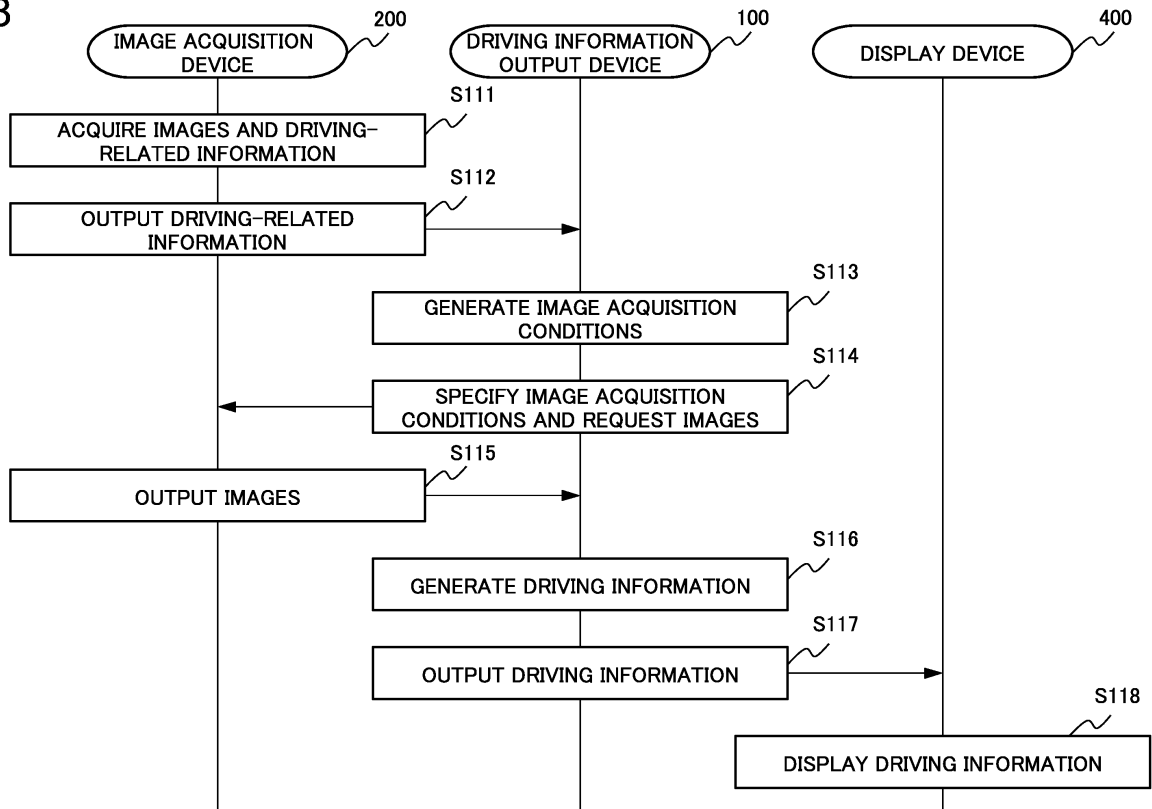 200
100
400
IMAGE ACQUISITION
DEVICE
DRIVING INFORMATION
OUTPUT DEVICE
DISPLAY DEVICE
S111
ACQUIRE IMAGES AND DRIVING-
RELATED INFORMATION
S112
OUTPUT DRIVING-RELATED
INFORMATION
S113
GENERATE IMAGE ACQUISITION
CONDITIONS
S114
SPECIFY IMAGE ACQUISITION
CONDITIONS AND REQUEST IMAGES
S115
OUTPUT IMAGES
S116
GENERATE DRIVING INFORMATION
S117
OUTPUT DRIVING INFORMATION
S118
DISPLAY DRIVING INFORMATION